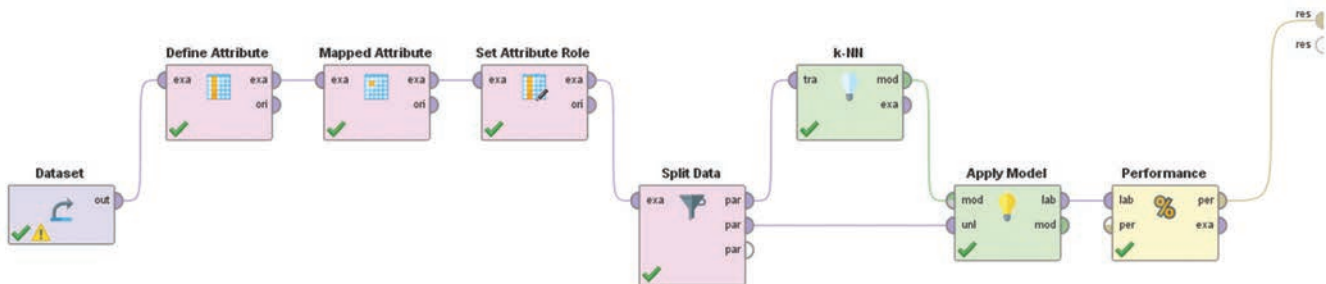 res
res
Define Attribute
exa exa
ori
Mapped Attribute
exa exa
ori
Set Attribute Role
exa exa
ori
k-NN
tra mod
exa
Dataset
out
Split Data
exa par
par
par
Apply Model
mod lab
unl mod
Performance
lab per
per exa
%